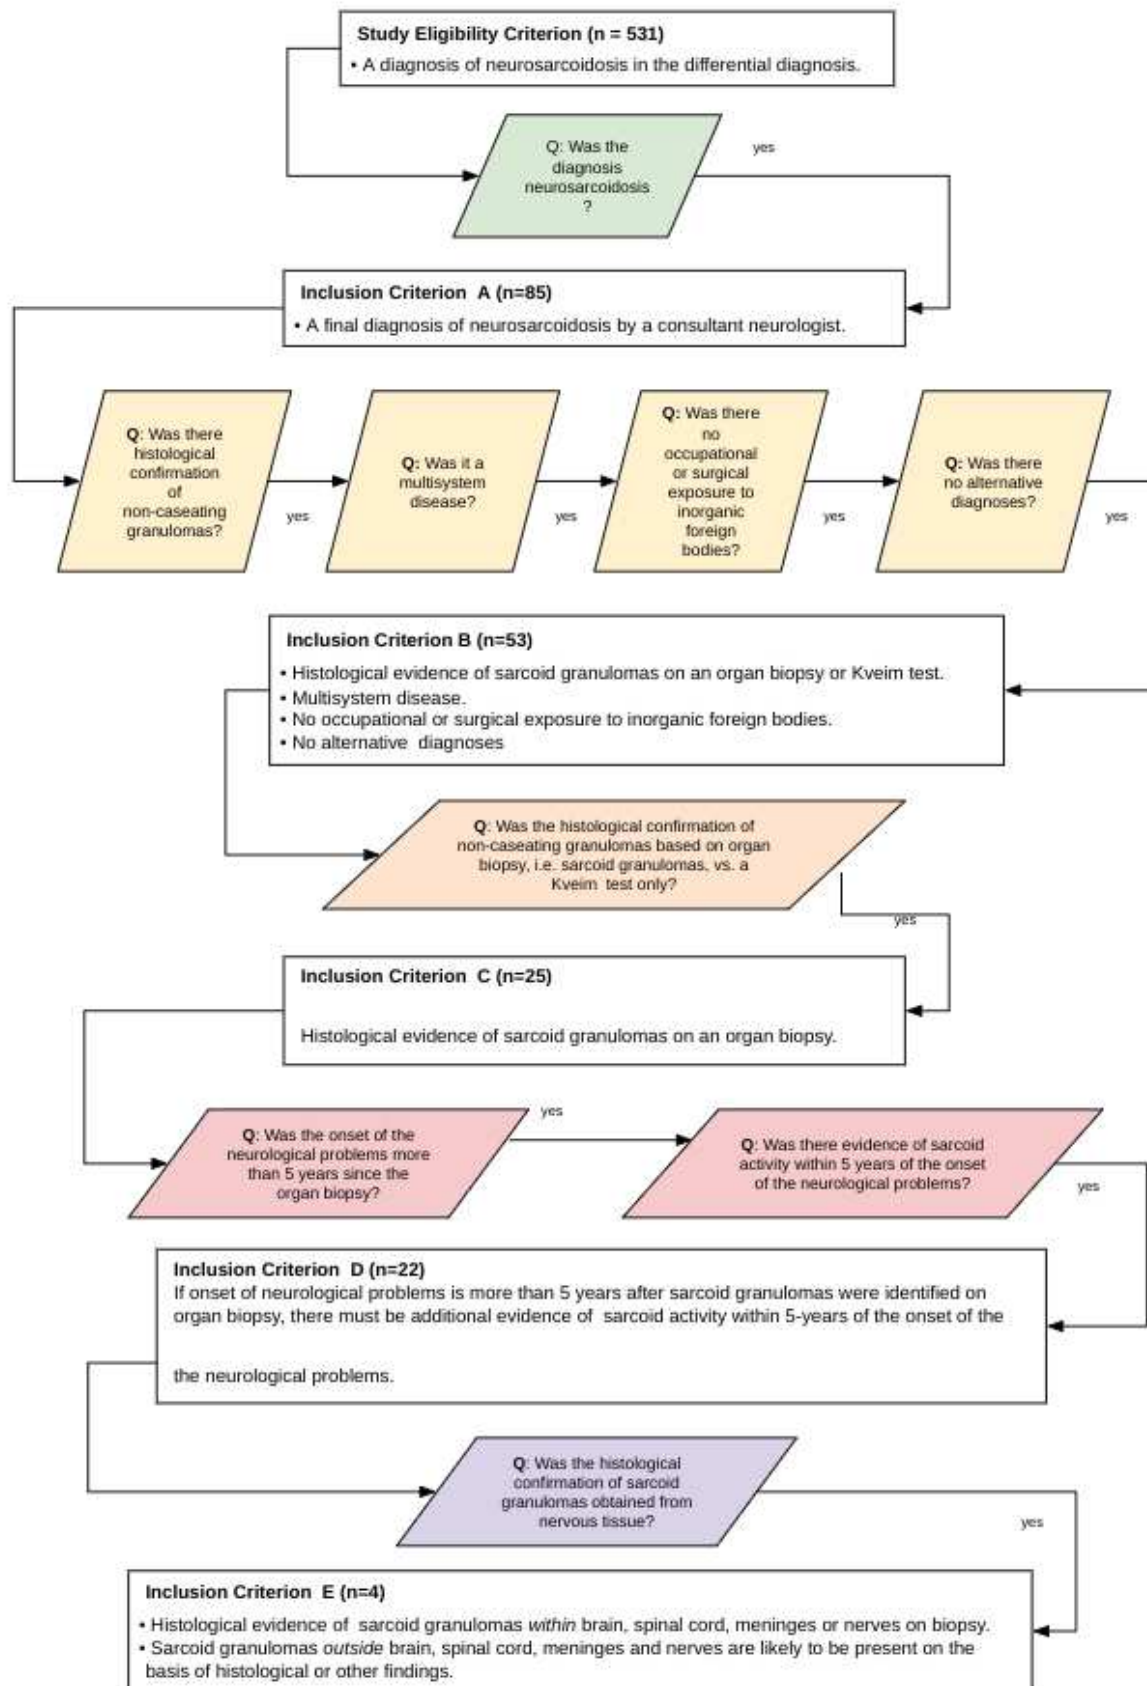 Study Eligibility Criterion (n = 531)
• A diagnosis of neurosarcoidosis in the differential diagnosis.
Q: Was the
diagnosis
neurosarcoidosis
?
yes
Inclusion Criterion A (n=85)
• A final diagnosis of neurosarcoidosis by a consultant neurologist.
Q: Was there
histological
confirmation
of
non-caseating
granulomas?
yes
Q: Was it a
multisystem
disease?
yes
Q: Was there
no
occupational
or surgical
exposure to
inorganic
foreign
bodies?
yes
Q: Was there
no alternative
diagnoses?
yes
Inclusion Criterion B (n=53)
• Histological evidence of sarcoid granulomas on an organ biopsy or Kveim test.
• Multisystem disease.
• No occupational or surgical exposure to inorganic foreign bodies.
• No alternative diagnoses
Q: Was the histological confirmation of
non-caseating granulomas based on organ
biopsy, i.e. sarcoid granulomas, vs. a
Kveim test only?
yes
Inclusion Criterion C (n=25)
Histological evidence of sarcoid granulomas on an organ biopsy.
Q: Was the onset of the
neurological problems more
than 5 years since the
organ biopsy?
yes
Q: Was there evidence of sarcoid
activity within 5 years of the onset
of the neurological problems?
yes
Inclusion Criterion D (n=22)
If onset of neurological problems is more than 5 years after sarcoid granulomas were identified on
organ biopsy, there must be additional evidence of sarcoid activity within 5-years of the onset of the
the neurological problems.
Q: Was the histological
confirmation of sarcoid
granulomas obtained from
nervous tissue?
yes
Inclusion Criterion E (n=4)
• Histological evidence of sarcoid granulomas within brain, spinal cord, meninges or nerves on biopsy.
• Sarcoid granulomas outside brain, spinal cord, meninges and nerves are likely to be present on the
basis of histological or other findings.